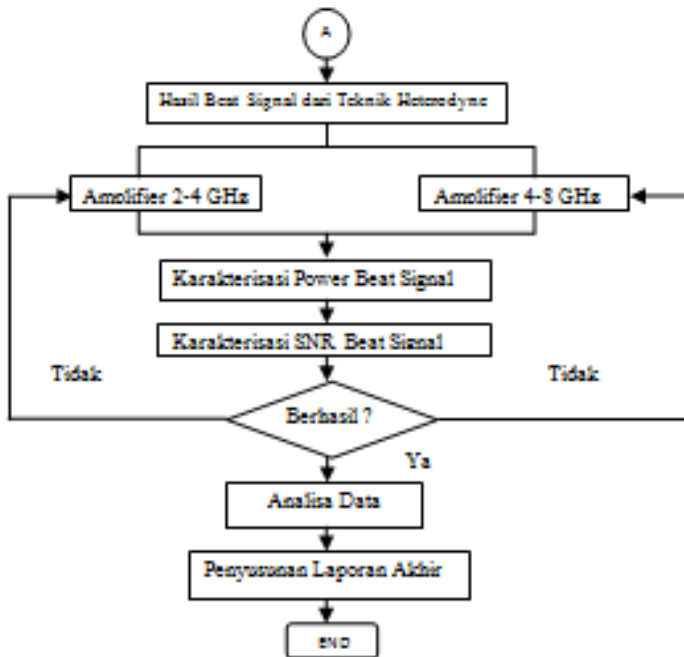 A
Hasil Beat Signal dari Teknik Heterodyne
Amplifier 2-4 GHz
Amplifier 4-8 GHz
Karakterisasi Power Beat Signal
Karakterisasi SNR Beat Signal
Tidak
Tidak
Berhasil ?
Ya
Analisa Data
Penyusunan Laporan Akhir
END